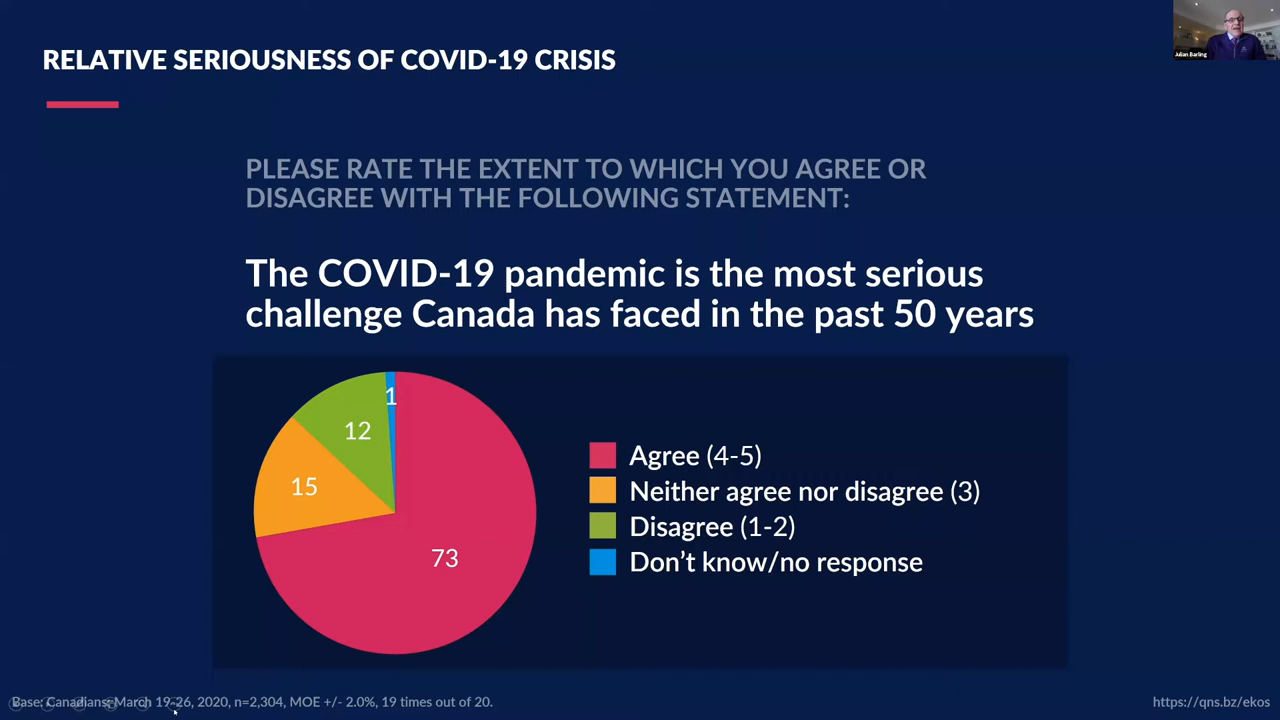 RELATIVE SERIOUSNESS OF COVID-19 CRISIS
Julian Barling
PLEASE RATE THE EXTENT TO WHICH YOU AGREE OR
DISAGREE WITH THE FOLLOWING STATEMENT:
The COVID-19 pandemic is the most serious
challenge Canada has faced in the past 50 years
1
12
15
73
Agree (4-5)
Neither agree nor disagree (3)
Disagree (1-2)
Don't know/no response
Base: Canadians; March 19-26, 2020, n=2,304, MOE +/- 2.0%, 19 times out of 20.
https://qns.bz/ekos